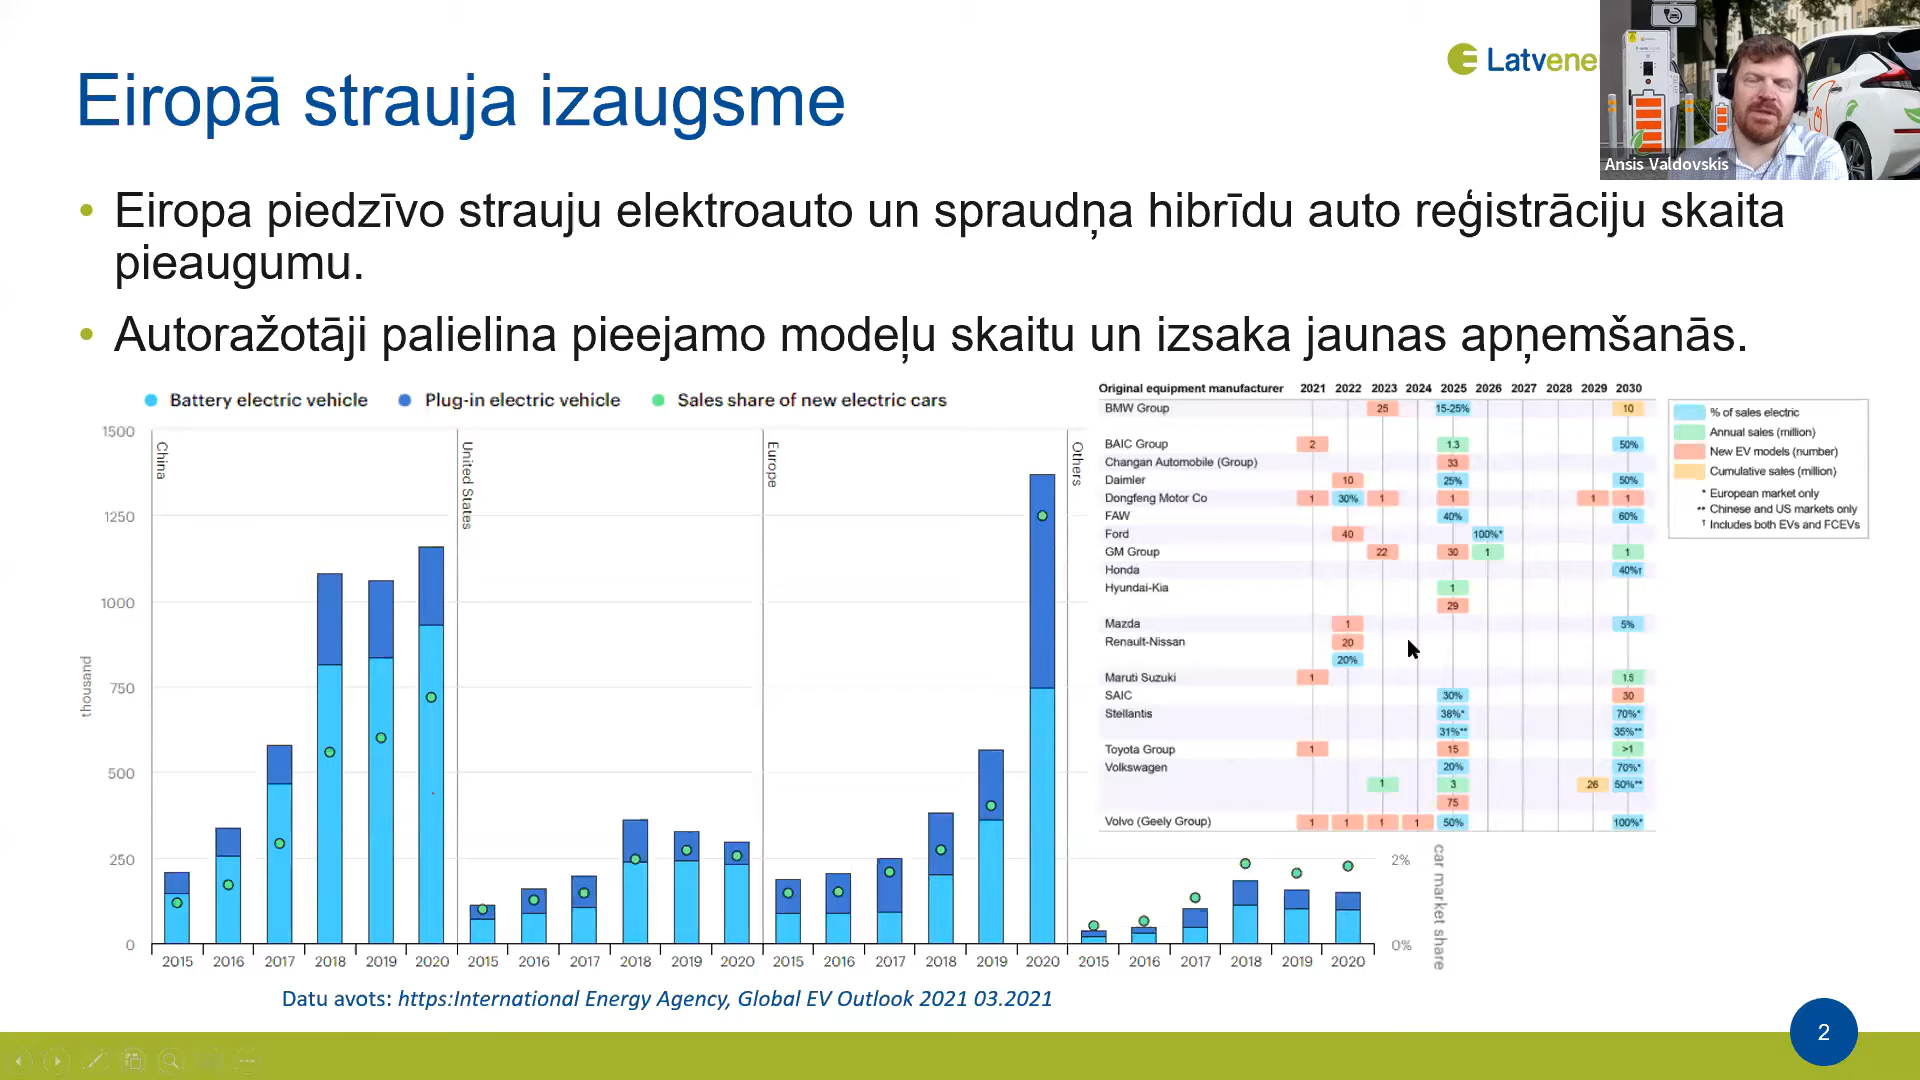 Eiropā strauja izaugsme
Latvene
Ansis Valdovskis
• Eiropa piedzīvo strauju elektroauto un spraudņa hibrīdu auto reģistrāciju skaita
pieaugumu.
• Autoražotāji palielina pieejamo modeļu skaitu un izsaka jaunas apņemšanās.
Battery electric vehicle Plug-in electric vehicle Sales share of new electric cars
1500
1250
1000
750
500
250
0
thousand
China
United States
Europe
Others
2015 2016 2017 2018 2019 2020 2015 2016 2017 2018 2019 2020 2015 2016 2017 2018 2019 2020 2015 2016 2017 2018 2019 2020
2%
0%
car market share
Original equipment manufacturer 2021 2022 2023 2024 2025 2026 2027 2028 2029 2030
BMW Group 25 15-25% 10
BAIC Group 2 1.3 50%
Changan Automobile (Group) 33
Daimler 10 25% 50%
Dongfeng Motor Co 1 30% 1 1 1 1
FAW 40% 60%
Ford 40 100%*
GM Group 22 30 1 1
Honda 40%†
Hyundai-Kia 1
29
Mazda 1 5%
Renault-Nissan 20
20%
Maruti Suzuki 1 1.5
SAIC 30% 30
Stellantis 38%* 70%*
31%** 35%**
Toyota Group 1 15 >1
Volkswagen 20% 70%*
1 3 26 50%**
75
Volvo (Geely Group) 1 1 1 1 50% 100%*
% of sales electric
Annual sales (million)
New EV models (number)
Cumulative sales (million)
* European market only
** Chinese and US markets only
† Includes both EVs and FCEVs
Datu avots: https:International Energy Agency, Global EV Outlook 2021 03.2021
2